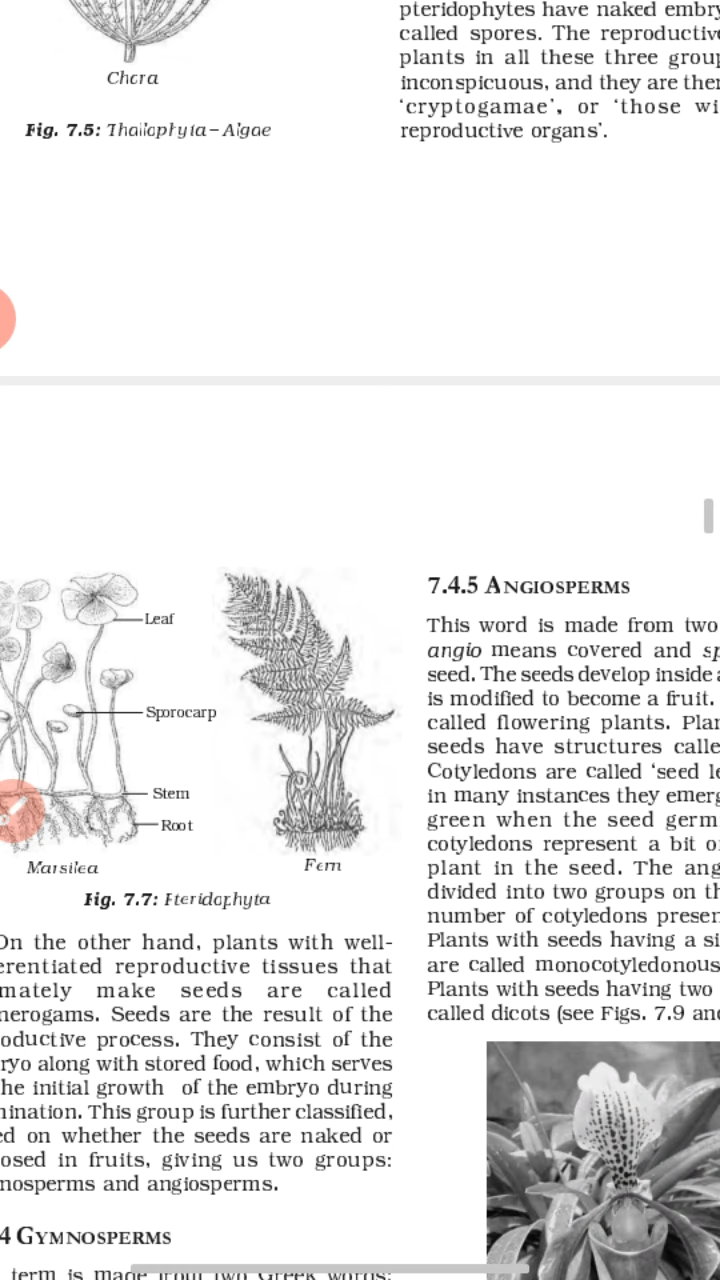 Chara
Fig. 7.5: Thallophyta – Algae
pteridophytes have naked embry
called spores. The reproductive
plants in all these three group
inconspicuous, and they are ther
‘cryptogamae’, or ‘those wi
reproductive organs’.
Leaf
Sporocarp
Stem
Root
Marsilea
Fern
Fig. 7.7: Pteridophyta
On the other hand, plants with well-
erentiated reproductive tissues that
mately make seeds are called
nerogams. Seeds are the result of the
oductive process. They consist of the
ryo along with stored food, which serves
he initial growth of the embryo during
mination. This group is further classified,
ed on whether the seeds are naked or
osed in fruits, giving us two groups:
nosperms and angiosperms.
4 GYMNOSPERMS
term is made from two Greek words:
7.4.5 ANGIOSPERMS
This word is made from two
angio means covered and sp
seed. The seeds develop inside a
is modified to become a fruit.
called flowering plants. Plan
seeds have structures calle
Cotyledons are called ‘seed le
in many instances they emerg
green when the seed germ
cotyledons represent a bit o
plant in the seed. The ang
divided into two groups on th
number of cotyledons presen
Plants with seeds having a si
are called monocotyledonous
Plants with seeds having two
called dicots (see Figs. 7.9 and